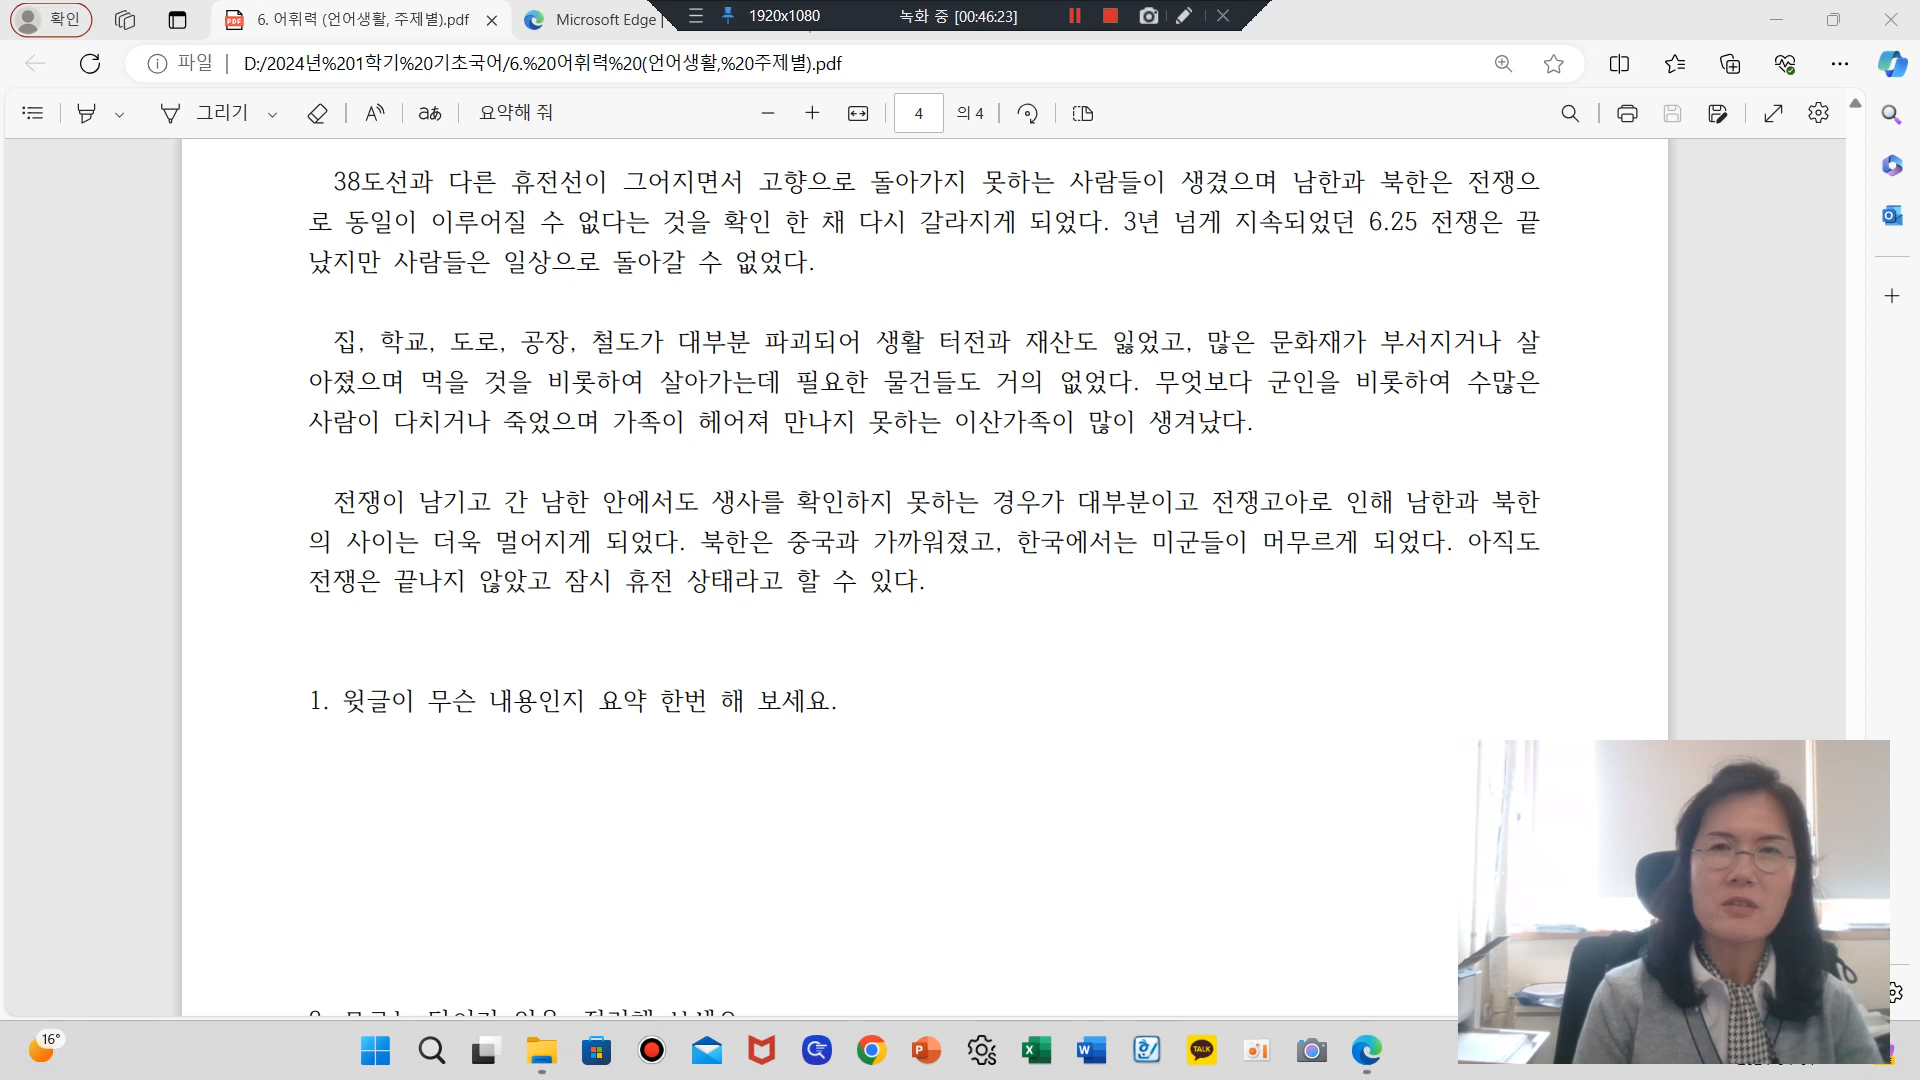 확인
6. 어휘력 (언어생활, 주제별).pdf
Microsoft Edge
1920x1080
녹화 중 [00:46:23]
파일
D:/2024년%201학기%20기초국어/6.%20어휘력%20(언어생활,%20주제별).pdf
그리기
요약해 줘
4
의 4
38도선과 다른 휴전선이 그어지면서 고향으로 돌아가지 못하는 사람들이 생겼으며 남한과 북한은 전쟁으
로 동일이 이루어질 수 없다는 것을 확인 한 채 다시 갈라지게 되었다. 3년 넘게 지속되었던 6.25 전쟁은 끝
났지만 사람들은 일상으로 돌아갈 수 없었다.
집, 학교, 도로, 공장, 철도가 대부분 파괴되어 생활 터전과 재산도 잃었고, 많은 문화재가 부서지거나 살
아졌으며 먹을 것을 비롯하여 살아가는데 필요한 물건들도 거의 없었다. 무엇보다 군인을 비롯하여 수많은
사람이 다치거나 죽었으며 가족이 헤어져 만나지 못하는 이산가족이 많이 생겨났다.
전쟁이 남기고 간 남한 안에서도 생사를 확인하지 못하는 경우가 대부분이고 전쟁고아로 인해 남한과 북한
의 사이는 더욱 멀어지게 되었다. 북한은 중국과 가까워졌고, 한국에서는 미군들이 머무르게 되었다. 아직도
전쟁은 끝나지 않았고 잠시 휴전 상태라고 할 수 있다.
1. 윗글이 무슨 내용인지 요약 한번 해 보세요.
16°
TALK